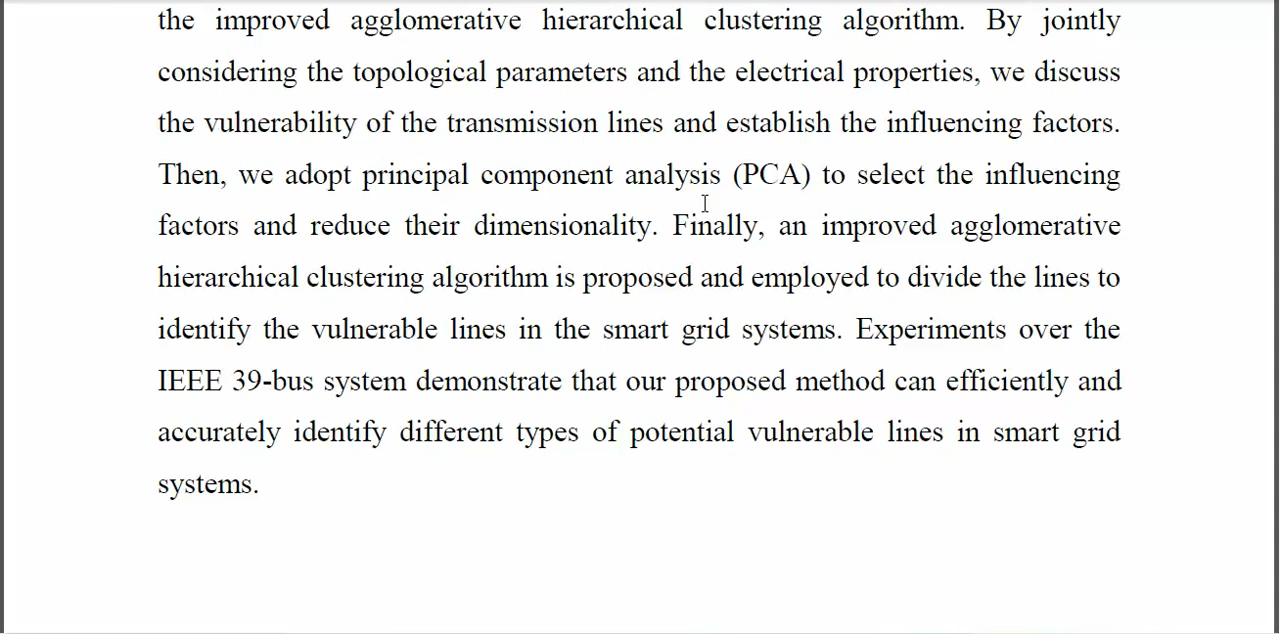 the improved agglomerative hierarchical clustering algorithm. By jointly
considering the topological parameters and the electrical properties, we discuss
the vulnerability of the transmission lines and establish the influencing factors.
Then, we adopt principal component analysis (PCA) to select the influencing
factors and reduce their dimensionality. Finally, an improved agglomerative
hierarchical clustering algorithm is proposed and employed to divide the lines to
identify the vulnerable lines in the smart grid systems. Experiments over the
IEEE 39-bus system demonstrate that our proposed method can efficiently and
accurately identify different types of potential vulnerable lines in smart grid
systems.